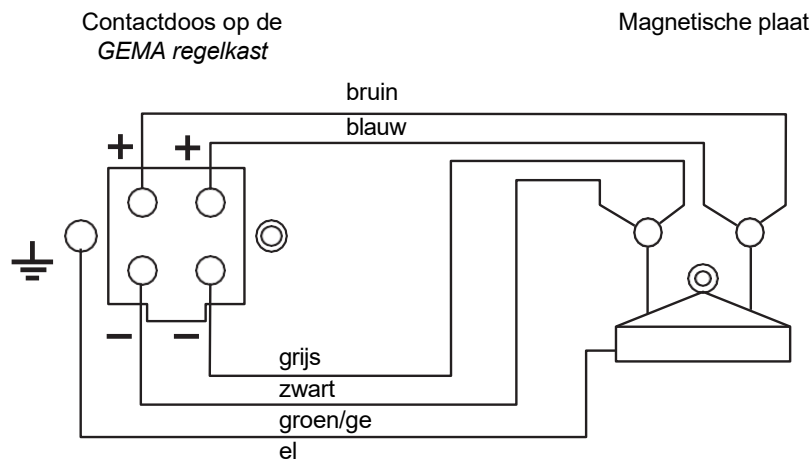 Contactdoos op de
GEMA regelkast
Magnetische plaat
bruin
blauw
+ +
– –
grijs
zwart
groen/ge
el